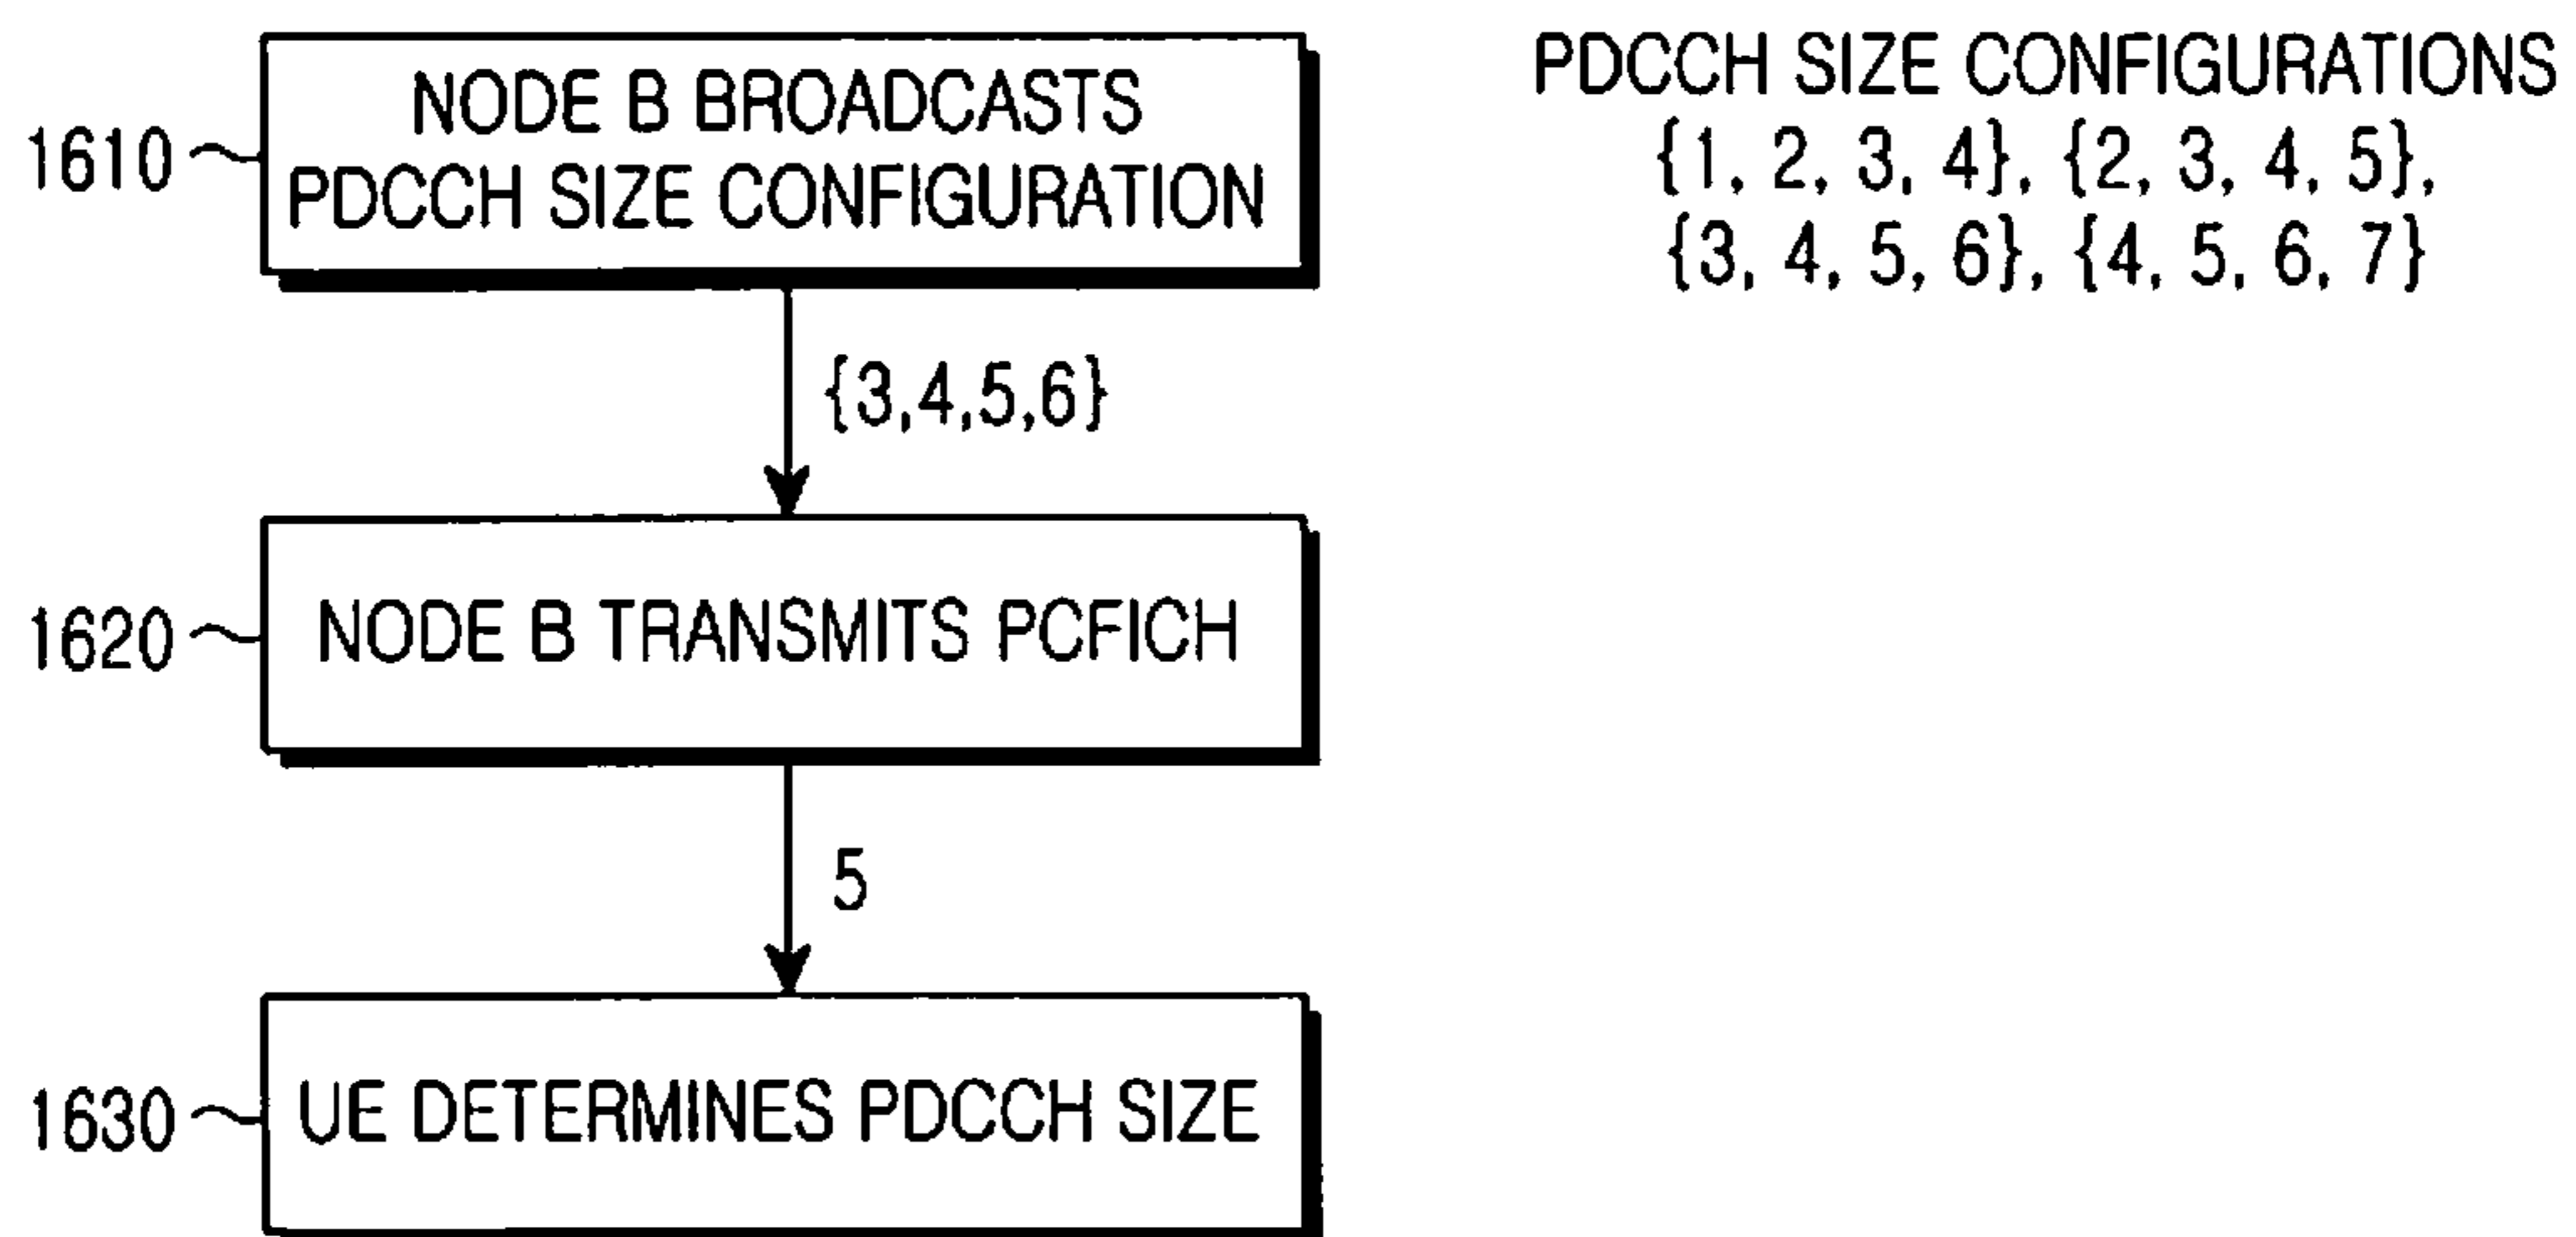 NODE B BROADCASTS
PDCCH SIZE CONFIGURATION
1610
PDCCH SIZE CONFIGURATIONS
{1, 2, 3, 4}, {2, 3, 4, 5},
{3, 4, 5, 6}, {4, 5, 6, 7}
{3,4,5,6}
1620
NODE B TRANSMITS PCFICH
5
1630
UE DETERMINES PDCCH SIZE